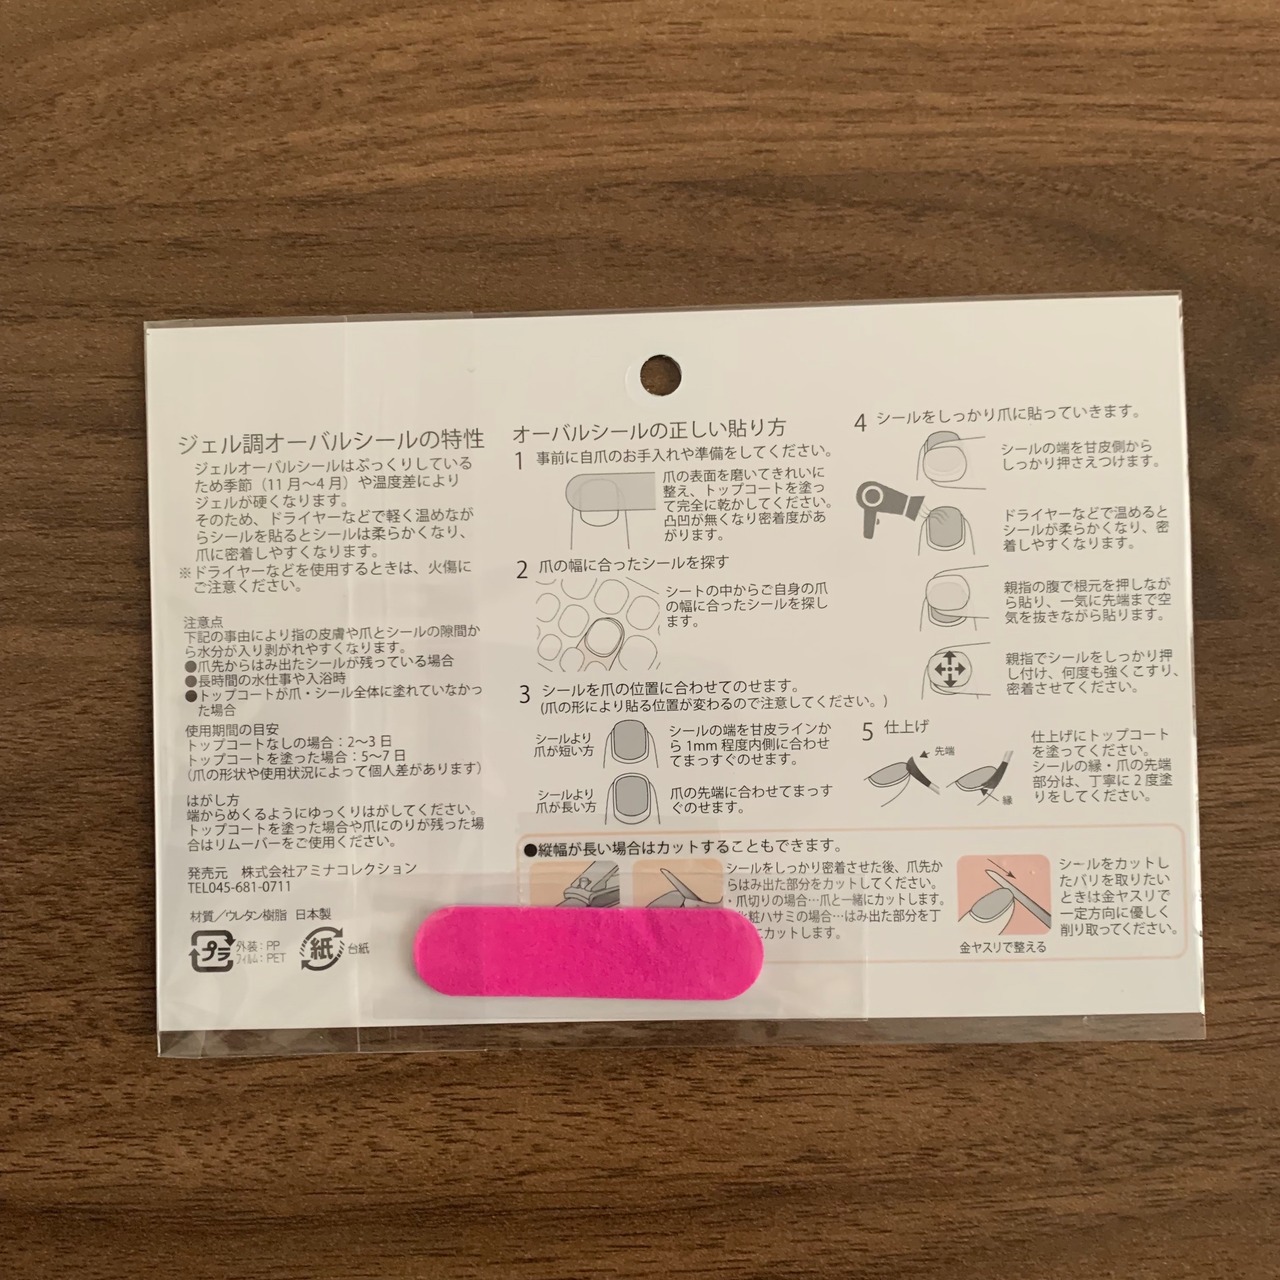 ジェル調オーバルシールの特性
ジェルオーバルシールはぷっくりしている
ため季節（11月〜4月）や温度差により
ジェルが硬くなります。
そのため、ドライヤーなどで軽く温めなが
らシールを貼るとシールは柔らかくなり、
爪に密着しやすくなります。
※ドライヤーなどを使用するときは、火傷に
ご注意ください。
注意点
下記の事由により指の皮膚や爪とシールの隙間か
ら水分が入り剥がれやすくなります。
●爪先からはみ出たシールが残っている場合
●長時間の水仕事や入浴時
●トップコートが爪・シール全体に塗れていなかっ
た場合
使用期間の目安
トップコートなしの場合：2〜3日
トップコートを塗った場合：5〜7日
（爪の形状や使用状況によって個人差があります）
はがし方
端からめくるようにゆっくりはがしてください。
トップコートを塗った場合や爪にのりが残った場
合はリムーバーをご使用ください。
発売元　株式会社アミナコレクション
TEL045-681-0711
材質／ウレタン樹脂　日本製
プラ
外装：PP
フィルム：PET
紙
台紙
オーバルシールの正しい貼り方
1 事前に自爪のお手入れや準備をしてください。
爪の表面を磨いてきれいに
整え、トップコートを塗っ
て完全に乾かしてください。
凸凹が無くなり密着度があ
がります。
2 爪の幅に合ったシールを探す
シートの中からご自身の爪
の幅に合ったシールを探し
ます。
3 シールを爪の位置に合わせてのせます。
（爪の形により貼る位置が変わるので注意してください。）
シールより
爪が短い方
シールの端を甘皮ラインか
ら1mm程度内側に合わせ
てまっすぐのせます。
シールより
爪が長い方
爪の先端に合わせてまっす
ぐのせます。
4 シールをしっかり爪に貼っていきます。
シールの端を甘皮側から
しっかり押さえつけます。
ドライヤーなどで温めると
シールが柔らかくなり、密
着しやすくなります。
親指の腹で根元を押しなが
ら貼り、一気に先端まで空
気を抜きながら貼ります。
親指でシールをしっかり押
し付け、何度も強くこすり、
密着させてください。
5 仕上げ
先端
縁
仕上げにトップコート
を塗ってください。
シールの縁・爪の先端
部分は、丁寧に2度塗
りをしてください。
●縦幅が長い場合はカットすることもできます。
シールをしっかり密着させた後、爪先か
らはみ出た部分をカットしてください。
・爪切りの場合…爪と一緒にカットします。
化粧ハサミの場合…はみ出た部分を丁
にカットします。
金ヤスリで整える
シールをカットし
たバリを取りたい
ときは金ヤスリで
一定方向に優しく
削り取ってください。